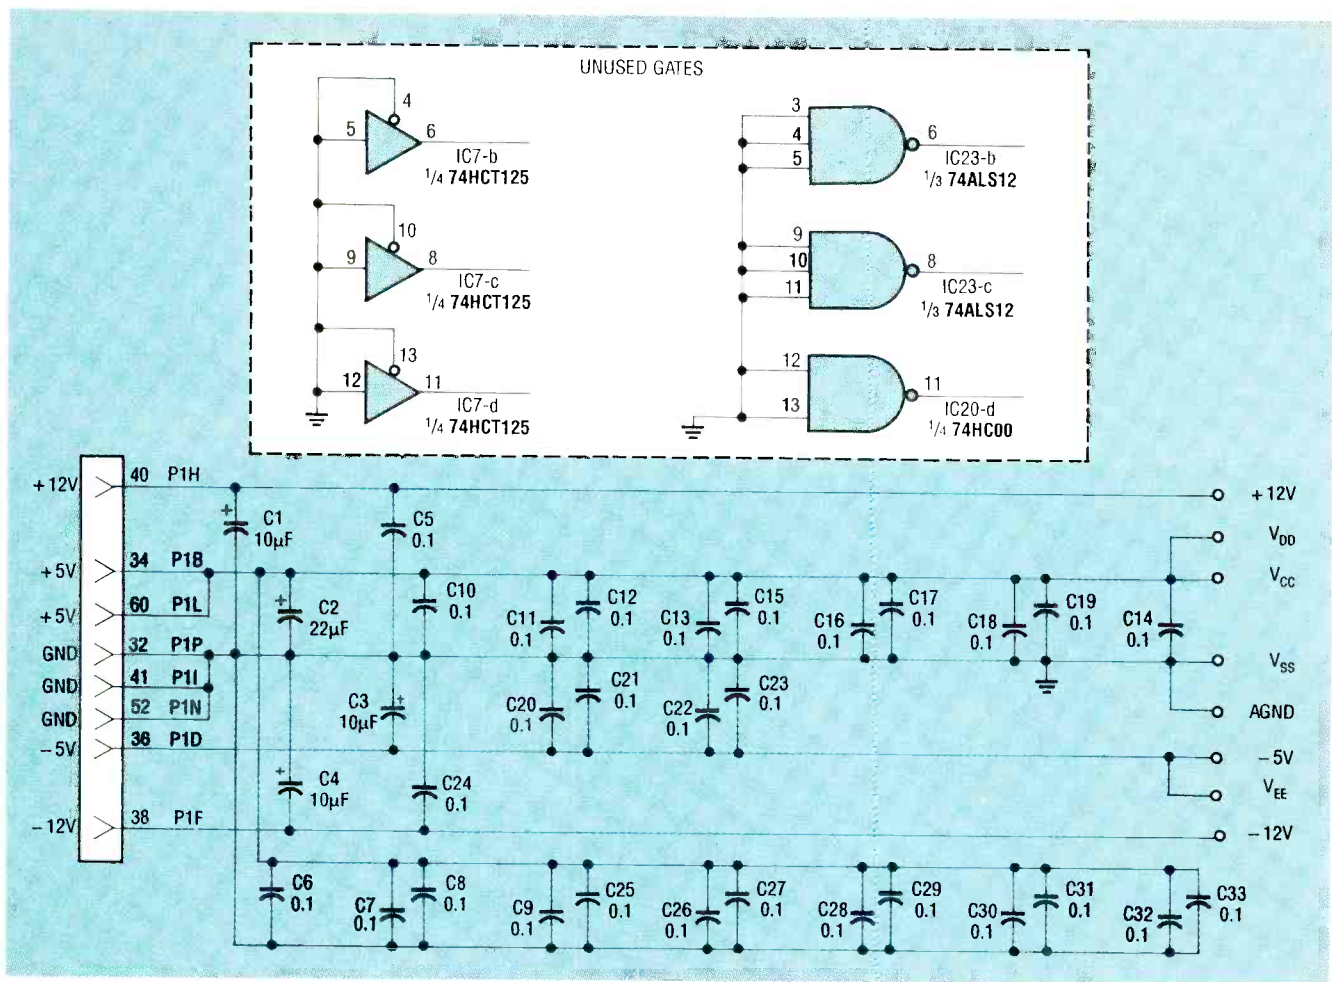 UNUSED GATES
4
5
6
IC7-b
1/4 74HCT125
10
9
8
IC7-c
1/4 74HCT125
13
12
11
IC7-d
1/4 74HCT125
3
4
5
6
IC23-b
1/3 74ALS12
9
10
11
8
IC23-c
1/3 74ALS12
12
13
11
IC20-d
1/4 74HC00
+12V 40 P1H
+5V 34 P1B
+5V 60 P1L
GND 32 P1P
GND 41 P1I
GND 52 P1N
−5V 36 P1D
−12V 38 P1F
+
C1
10μF
C5
0.1
+
C2
22μF
C10
0.1
C11
0.1
C12
0.1
C13
0.1
C15
0.1
C16
0.1
C17
0.1
C18
0.1
C19
0.1
C14
0.1
C3
10μF
+
C20
0.1
C21
0.1
C22
0.1
C23
0.1
+
C4
10μF
C24
0.1
+12V
VDD
VCC
VSS
AGND
−5V
VEE
−12V
C6
0.1
C7
0.1
C8
0.1
C9
0.1
C25
0.1
C26
0.1
C27
0.1
C28
0.1
C29
0.1
C30
0.1
C31
0.1
C32
0.1
C33
0.1